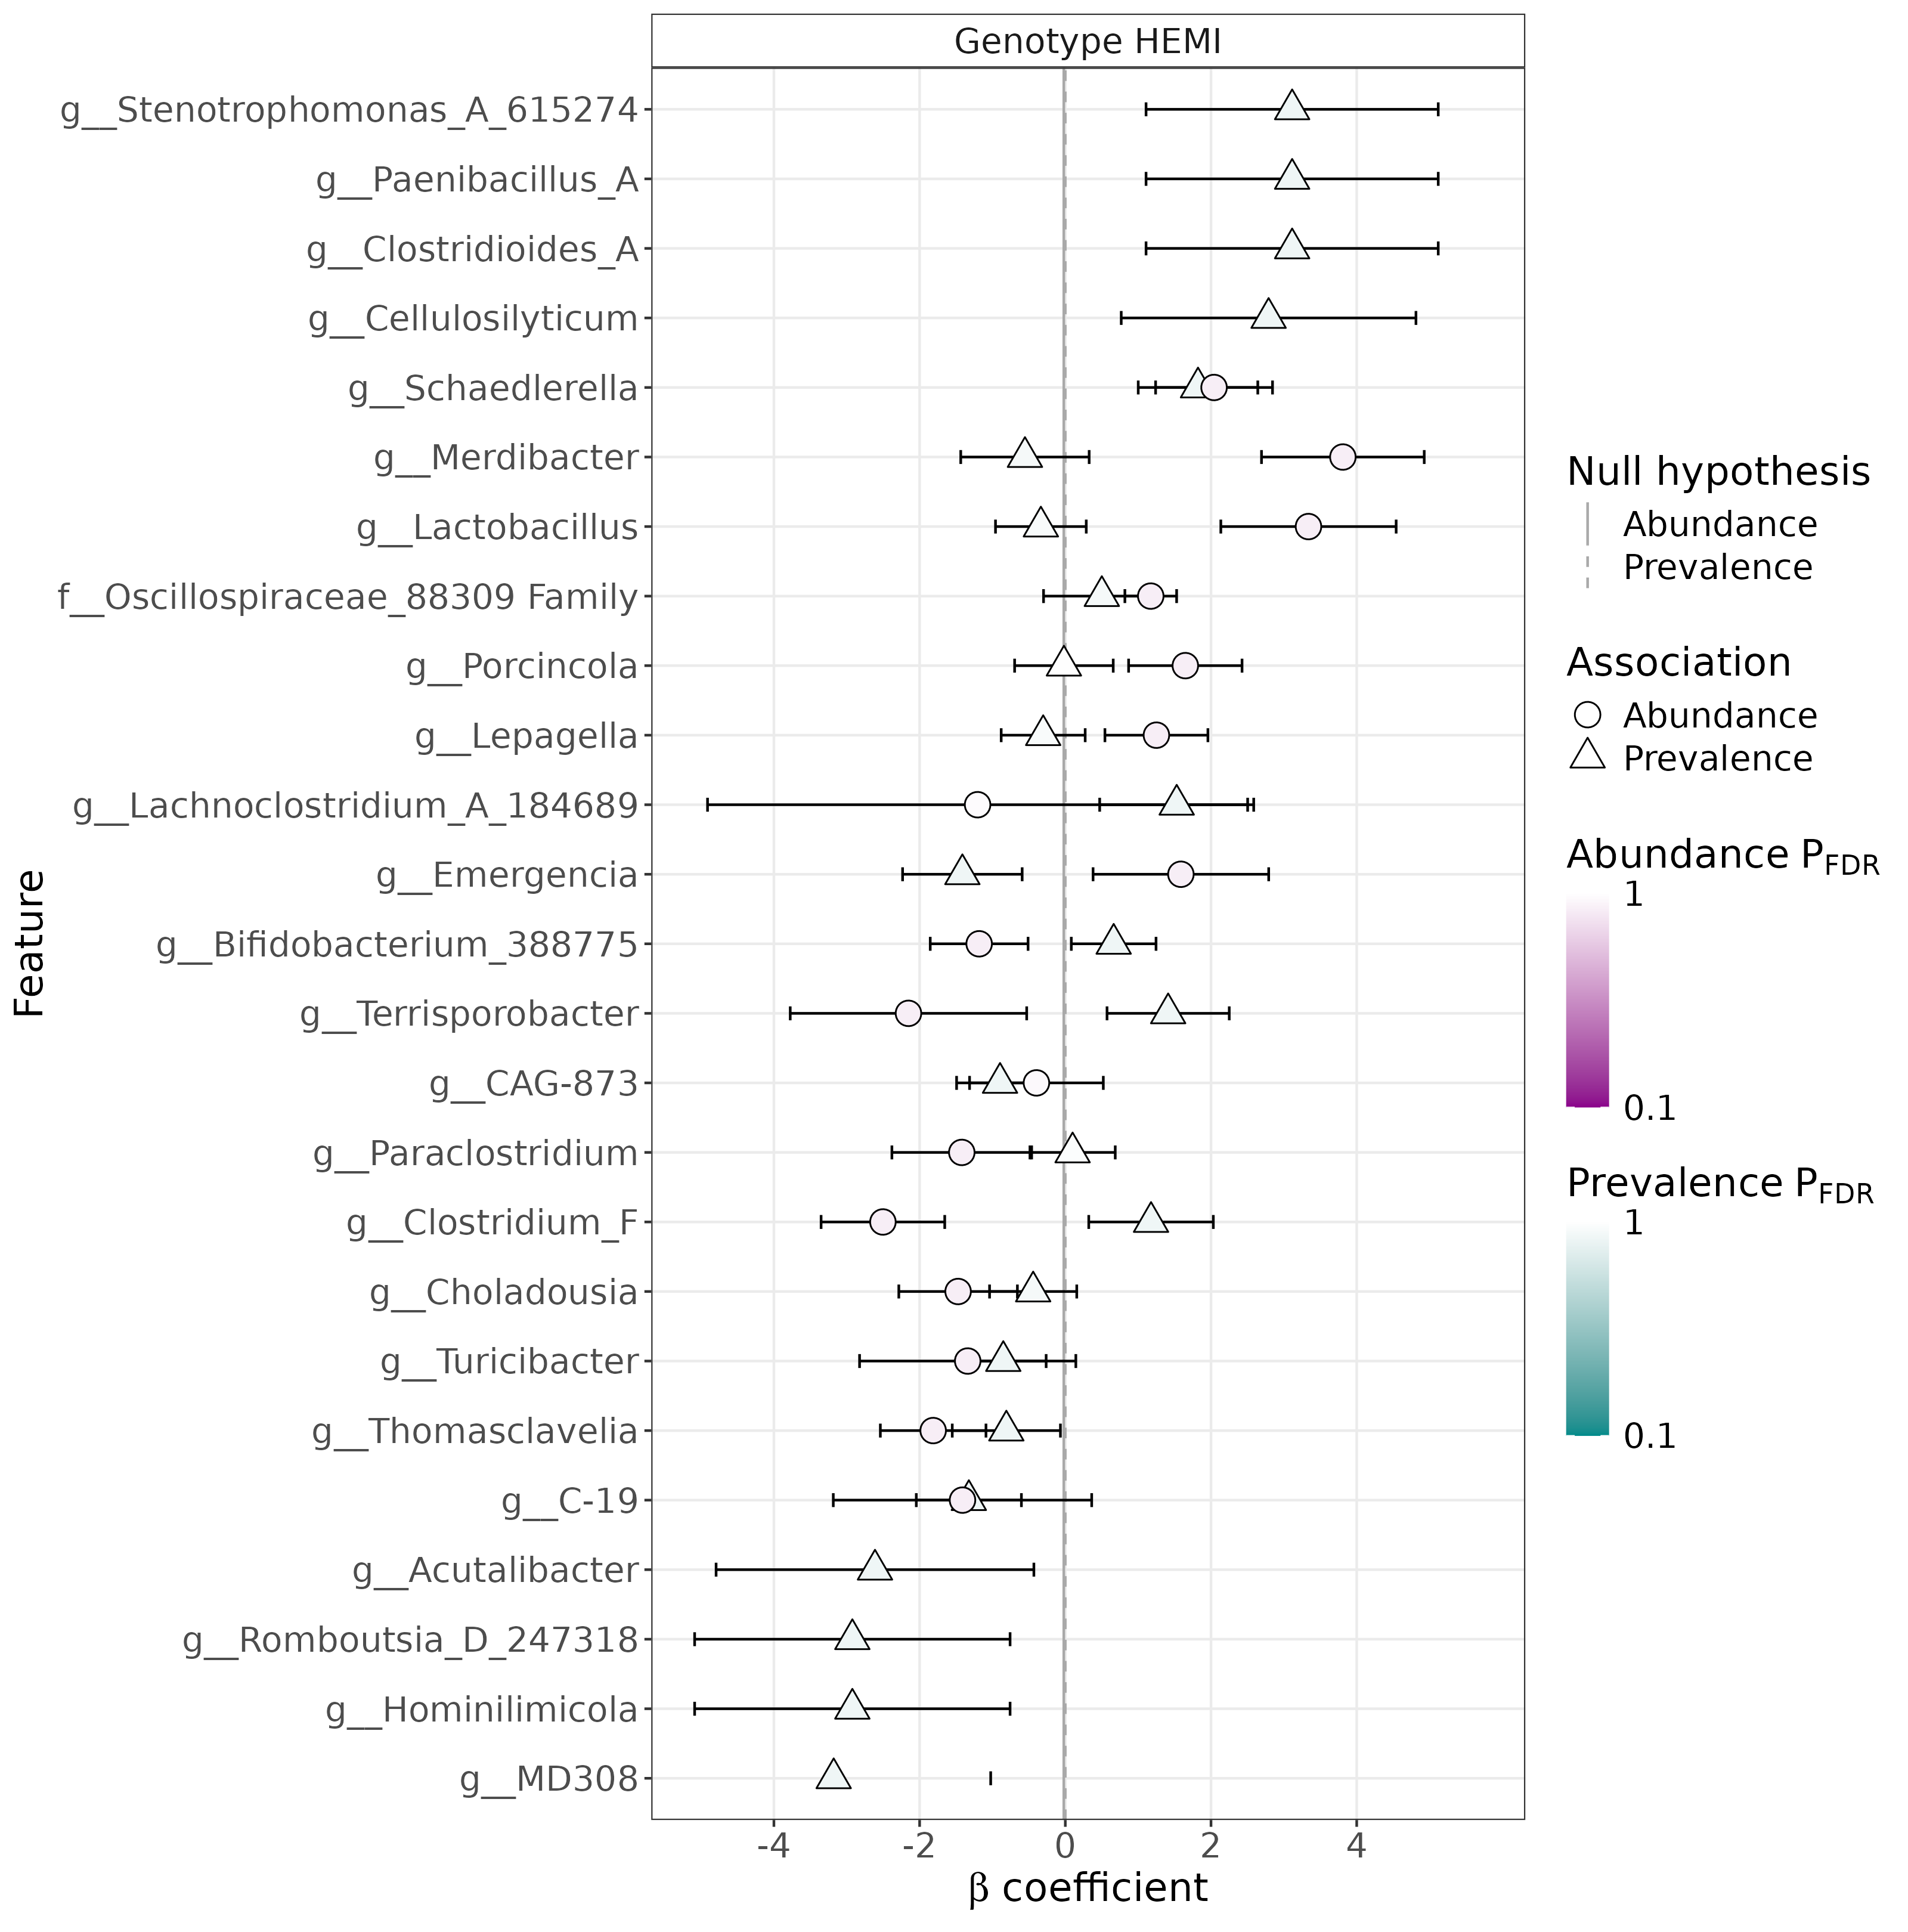 Genotype HEMI
g__Stenotrophomonas_A_615274
g__Paenibacillus_A
g__Clostridioides_A
g__Cellulosilyticum
g__Schaedlerella
g__Merdibacter
g__Lactobacillus
f__Oscillospiraceae_88309 Family
g__Porcincola
g__Lepagella
g__Lachnoclostridium_A_184689
g__Emergencia
g__Bifidobacterium_388775
g__Terrisporobacter
g__CAG-873
g__Paraclostridium
g__Clostridium_F
g__Choladousia
g__Turicibacter
g__Thomasclavelia
g__C-19
g__Acutalibacter
g__Romboutsia_D_247318
g__Hominilimicola
g__MD308
Feature
-4 -2 0 2 4
β coefficient
Null hypothesis
Abundance
Prevalence
Association
Abundance
Prevalence
Abundance PFDR
1
0.1
Prevalence PFDR
1
0.1